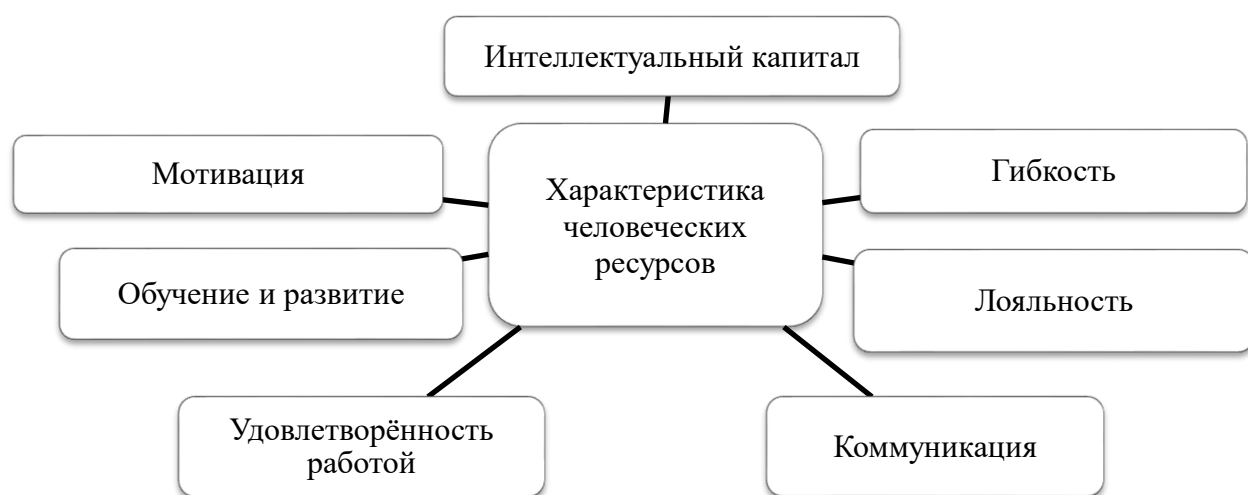 Интеллектуальный капитал
Мотивация
Гибкость
Характеристика
человеческих
ресурсов
Обучение и развитие
Лояльность
Удовлетворённость
работой
Коммуникация